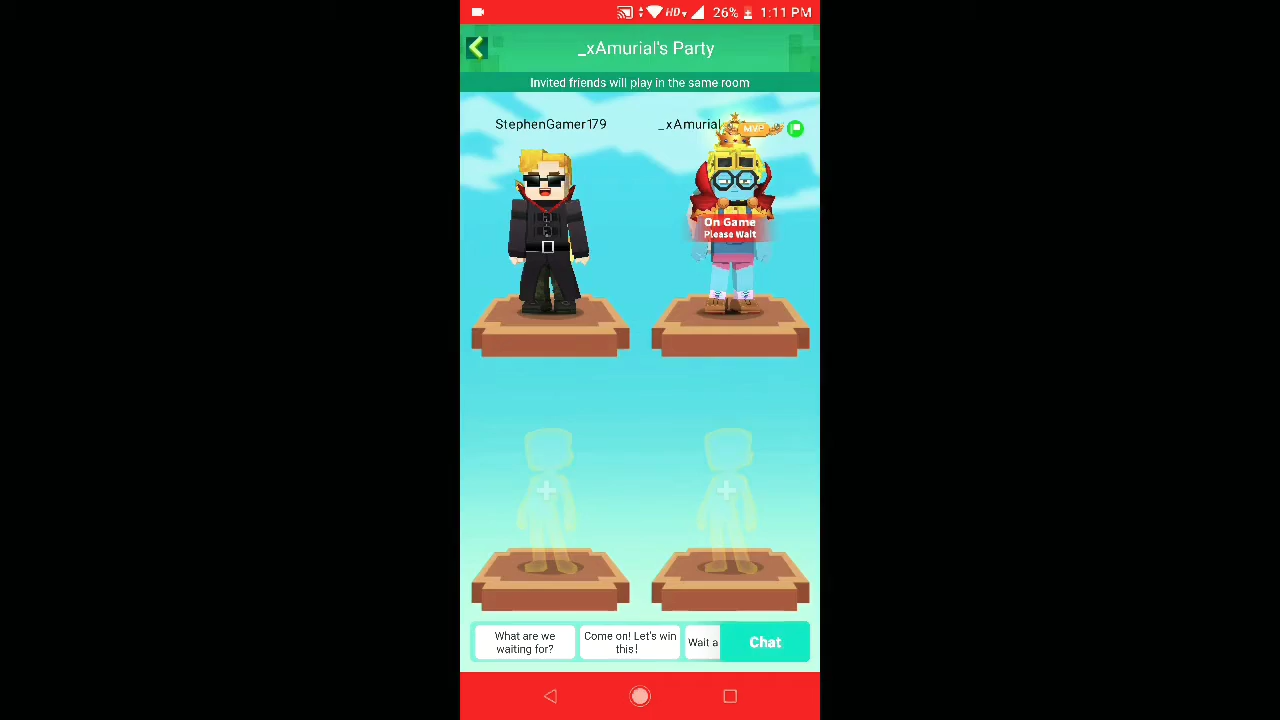 HD 26% 1:11 PM
_xAmurial's Party
Invited friends will play in the same room
StephenGamer179
_xAmurial
MVP
On Game
Please Wait
What are we
waiting for?
Come on! Let's win
this!
Wait a
Chat